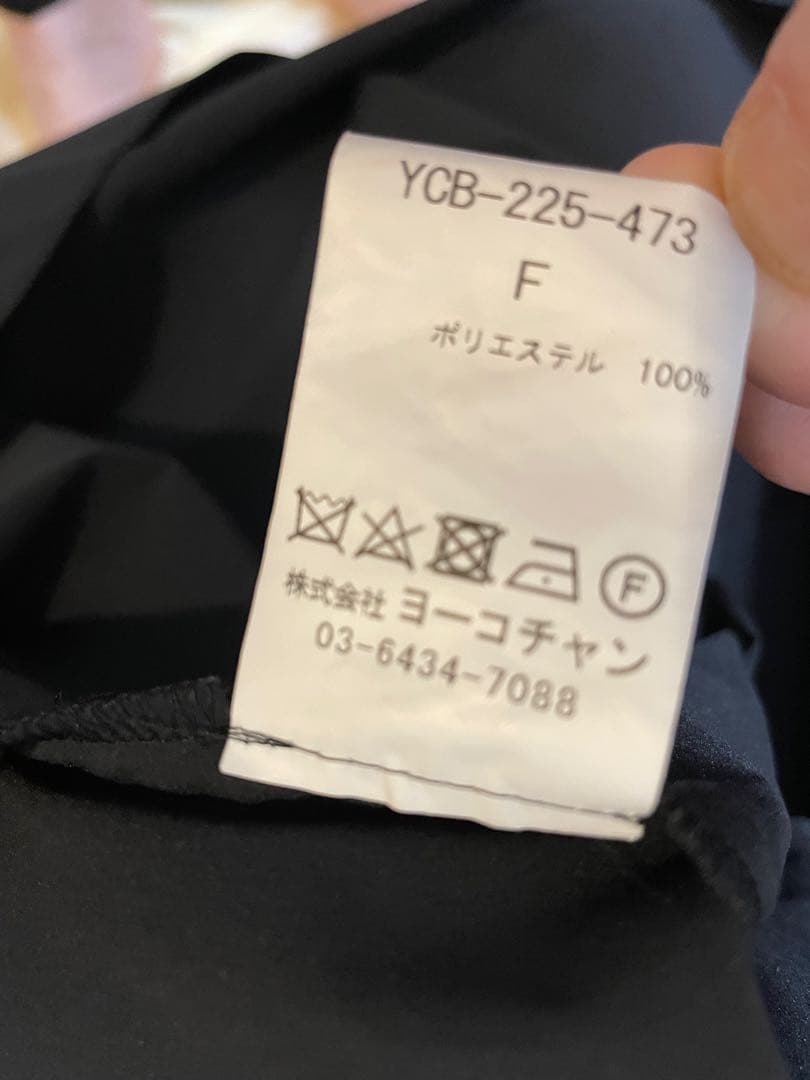 YCB-225-473
F
ポリエステル 100%
F
株式会社 ヨーコチャン
03-6434-7088